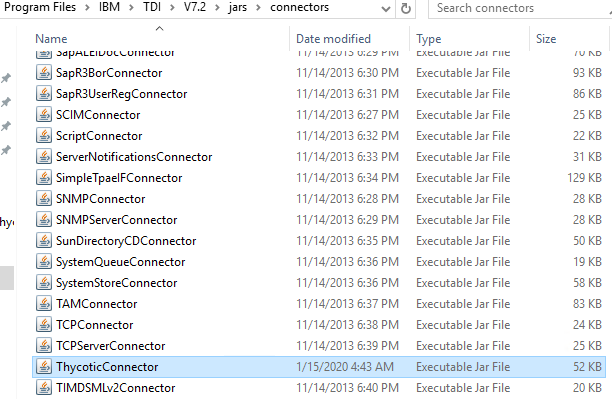 Program Files > IBM > TDI > V7.2 > jars > connectors Search connectors
Name Date modified Type Size
SapALEIDocConnector 11/14/2013 6:29 PM Executable Jar File 70 KB
SapR3BorConnector 11/14/2013 6:30 PM Executable Jar File 93 KB
SapR3UserRegConnector 11/14/2013 6:31 PM Executable Jar File 86 KB
SCIMConnector 11/14/2013 6:27 PM Executable Jar File 25 KB
ScriptConnector 11/14/2013 6:32 PM Executable Jar File 22 KB
ServerNotificationsConnector 11/14/2013 6:33 PM Executable Jar File 31 KB
SimpleTpaeIFConnector 11/14/2013 6:34 PM Executable Jar File 129 KB
SNMPConnector 11/14/2013 6:28 PM Executable Jar File 28 KB
SNMPServerConnector 11/14/2013 6:29 PM Executable Jar File 28 KB
SunDirectoryCDConnector 11/14/2013 6:35 PM Executable Jar File 50 KB
hyc
SystemQueueConnector 11/14/2013 6:36 PM Executable Jar File 19 KB
SystemStoreConnector 11/14/2013 6:36 PM Executable Jar File 58 KB
TAMConnector 11/14/2013 6:37 PM Executable Jar File 83 KB
TCPConnector 11/14/2013 6:38 PM Executable Jar File 24 KB
TCPServerConnector 11/14/2013 6:39 PM Executable Jar File 25 KB
ThycoticConnector 1/15/2020 4:43 AM Executable Jar File 52 KB
TIMDSMLv2Connector 11/14/2013 6:40 PM Executable Jar File 20 KB